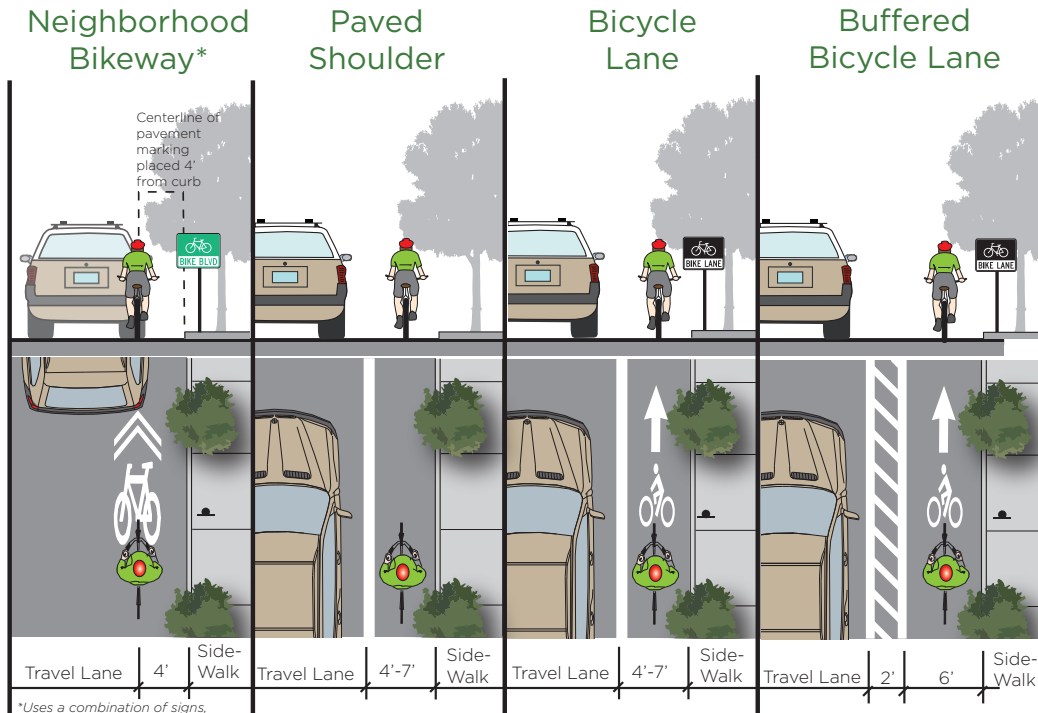 Neighborhood
Bikeway*
Paved
Shoulder
Bicycle
Lane
Buffered
Bicycle Lane
Centerline of
pavement
marking
placed 4'
from curb
BIKE BLVD
BIKE LANE
BIKE LANE
Travel Lane
4'
Side-
Walk
Travel Lane
4'-7'
Side-
Walk
Travel Lane
4'-7'
Side-
Walk
Travel Lane
2'
6'
Side-
Walk
*Uses a combination of signs,